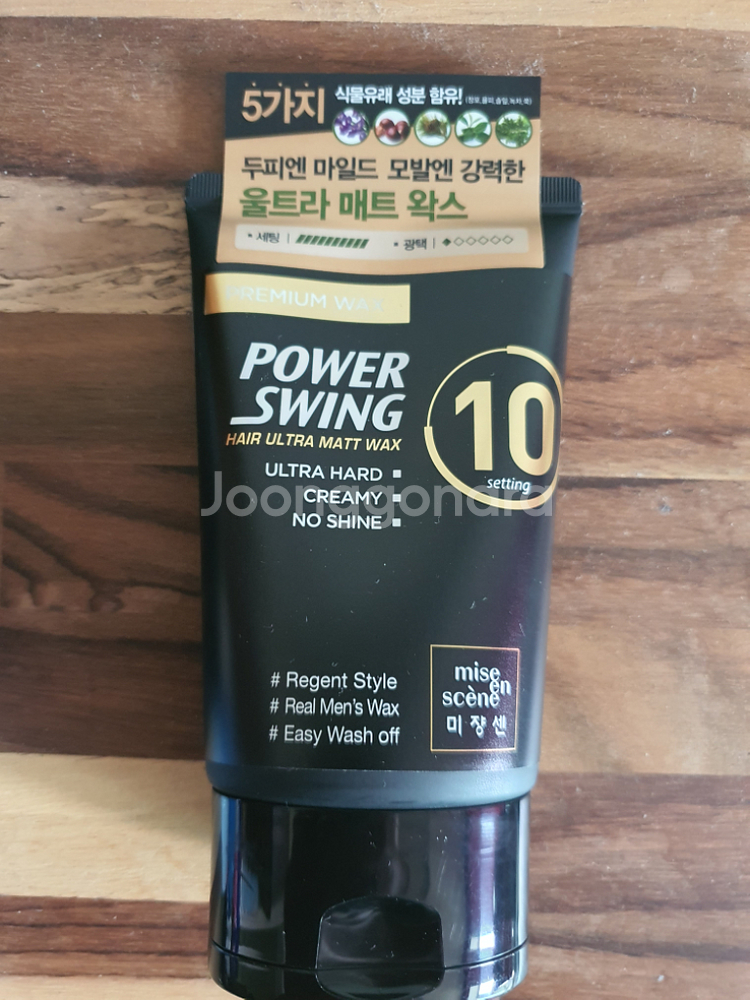 5가지 식물유래 성분 함유!
두피엔 마일드 모발엔 강력한
울트라 매트 왁스
• 세팅 | • 광택 |
PREMIUM WAX
POWER
SWING
HAIR ULTRA MATT WAX
10
setting
ULTRA HARD
CREAMY
NO SHINE
Joonggonara
# Regent Style
# Real Men's Wax
# Easy Wash off
mise
en
scène
미쟝센